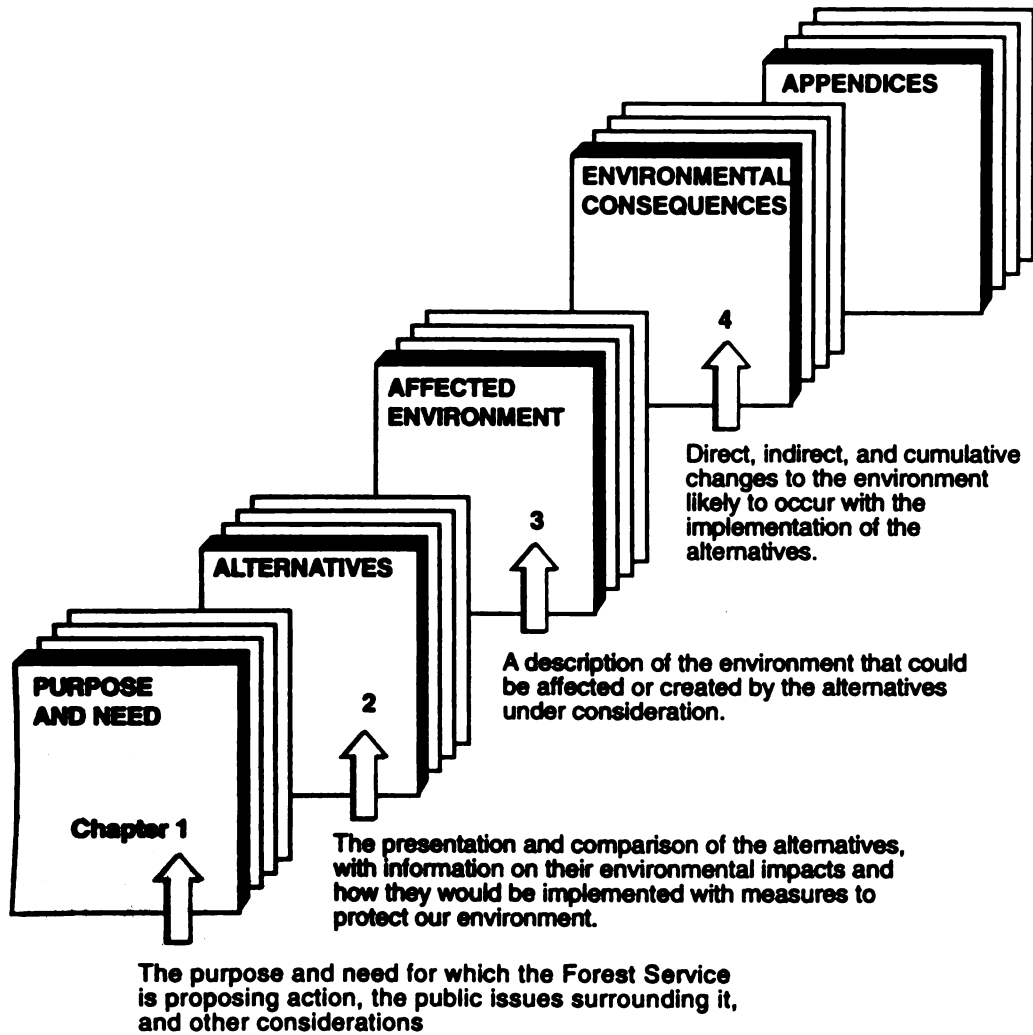 PURPOSE
AND NEED
Chapter 1
The purpose and need for which the Forest Service
is proposing action, the public issues surrounding it,
and other considerations
ALTERNATIVES
2
The presentation and comparison of the alternatives,
with information on their environmental impacts and
how they would be implemented with measures to
protect our environment.
AFFECTED
ENVIRONMENT
3
A description of the environment that could
be affected or created by the alternatives
under consideration.
ENVIRONMENTAL
CONSEQUENCES
4
Direct, indirect, and cumulative
changes to the environment
likely to occur with the
implementation of the
alternatives.
APPENDICES